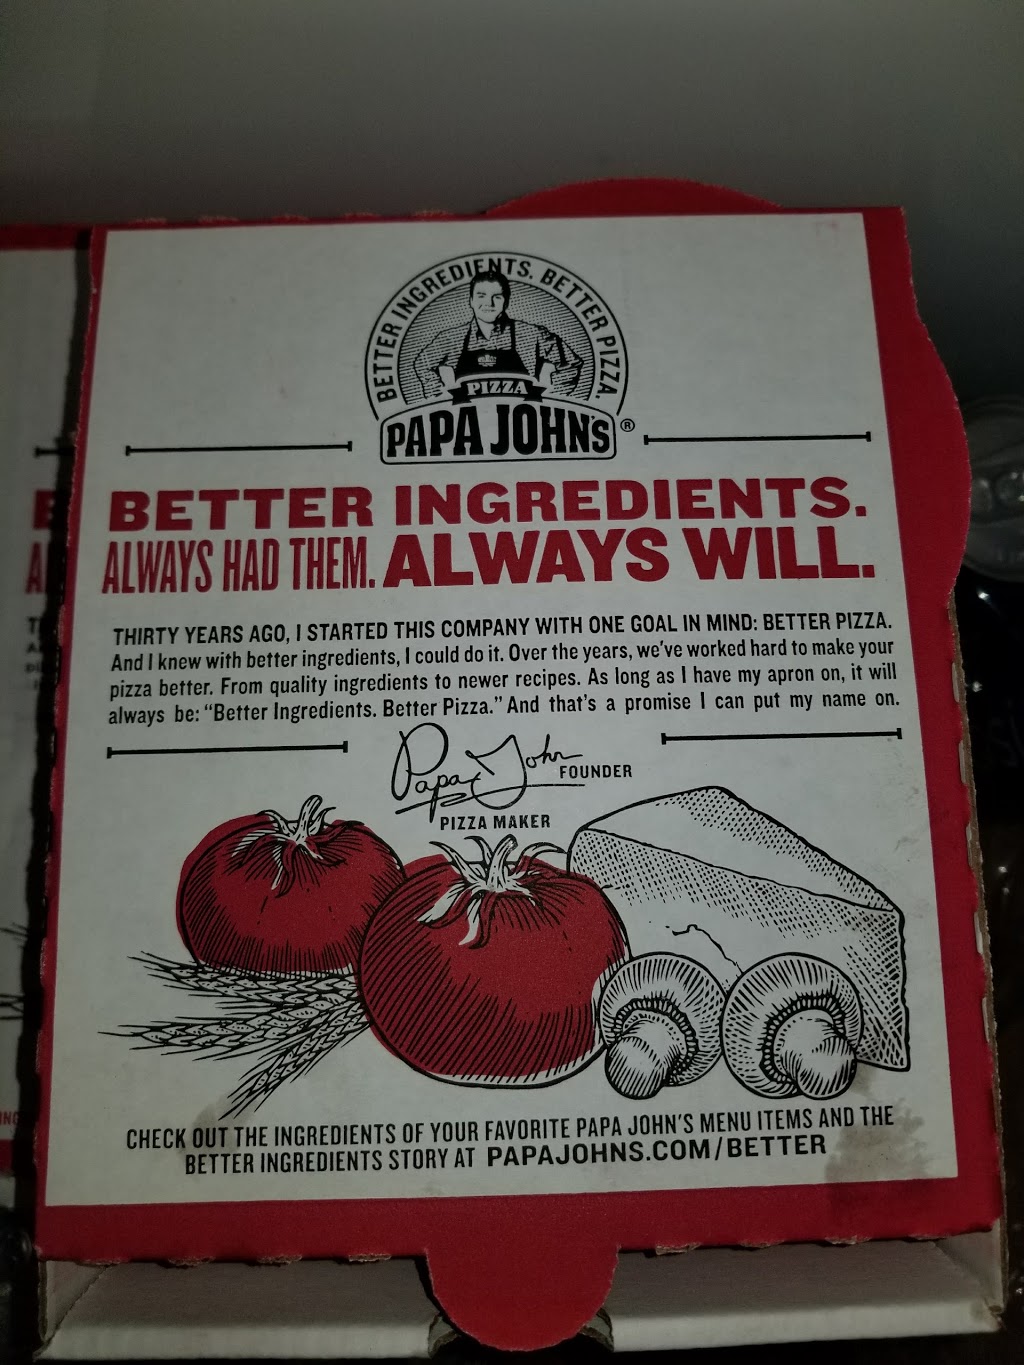 BETTER INGREDIENTS. BETTER PIZZA.
PIZZA
PAPA JOHNS®
BETTER INGREDIENTS.
ALWAYS HAD THEM. ALWAYS WILL.
THIRTY YEARS AGO, I STARTED THIS COMPANY WITH ONE GOAL IN MIND: BETTER PIZZA.
And I knew with better ingredients, I could do it. Over the years, we've worked hard to make your
pizza better. From quality ingredients to newer recipes. As long as I have my apron on, it will
always be: “Better Ingredients. Better Pizza.” And that's a promise I can put my name on.
Papa John
FOUNDER
PIZZA MAKER
CHECK OUT THE INGREDIENTS OF YOUR FAVORITE PAPA JOHN'S MENU ITEMS AND THE
BETTER INGREDIENTS STORY AT PAPAJOHNS.COM/BETTER